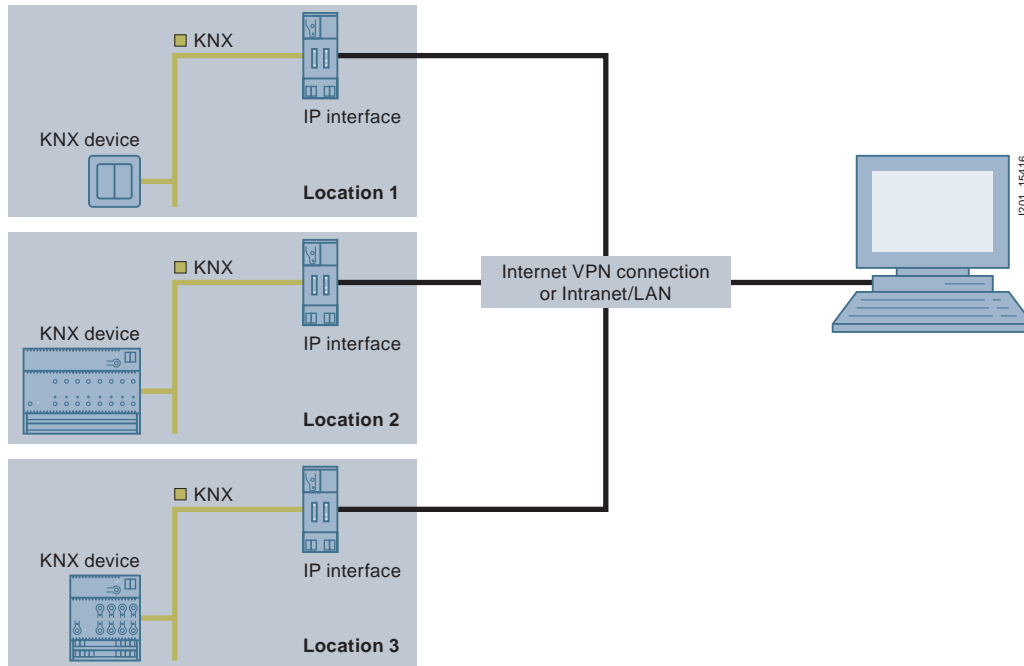 KNX
IP interface
KNX device
Location 1
KNX
IP interface
KNX device
Location 2
KNX
IP interface
KNX device
Location 3
Internet VPN connection
or Intranet/LAN
I201_15416